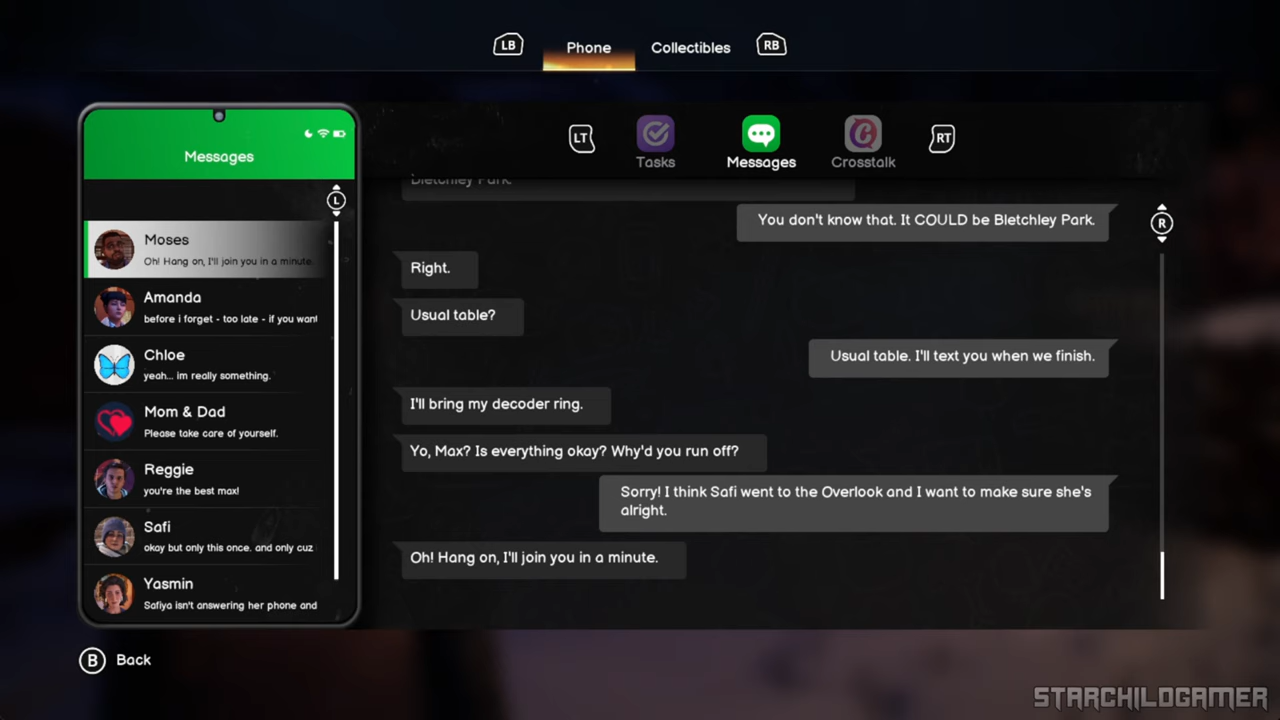 LB
Phone
Collectibles
RB
Messages
LT
Tasks
Messages
Crosstalk
RT
L
Moses
Oh! Hang on, I'll join you in a minute.
Amanda
before i forget - too late - if you want
Chloe
yeah... im really something.
Mom & Dad
Please take care of yourself.
Reggie
you're the best max!
Safi
okay but only this once. and only cuz
Yasmin
Safiya isn't answering her phone and
Bletchley Park.
You don't know that. It COULD be Bletchley Park.
R
Right.
Usual table?
Usual table. I'll text you when we finish.
I'll bring my decoder ring.
Yo, Max? Is everything okay? Why'd you run off?
Sorry! I think Safi went to the Overlook and I want to make sure she's
alright.
Oh! Hang on, I'll join you in a minute.
B
Back
STARCHILDGAMER